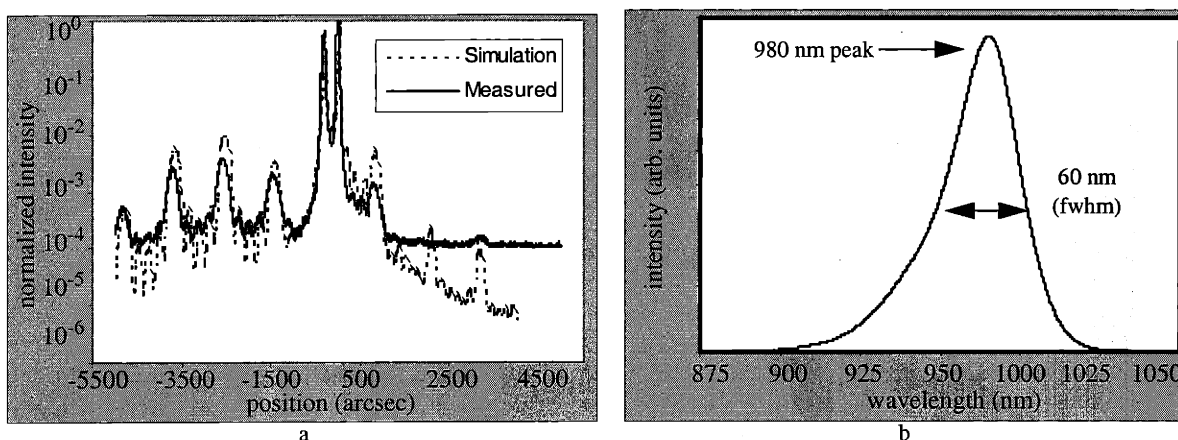 normalized intensity
10^0
10^-1
10^-2
10^-3
10^-4
10^-5
10^-6
Simulation
Measured
-5500 -3500 -1500 500 2500 4500
position (arcsec)
a
intensity (arb. units)
980 nm peak
60 nm
(fwhm)
875 900 925 950 1000 1025 1050
wavelength (nm)
b